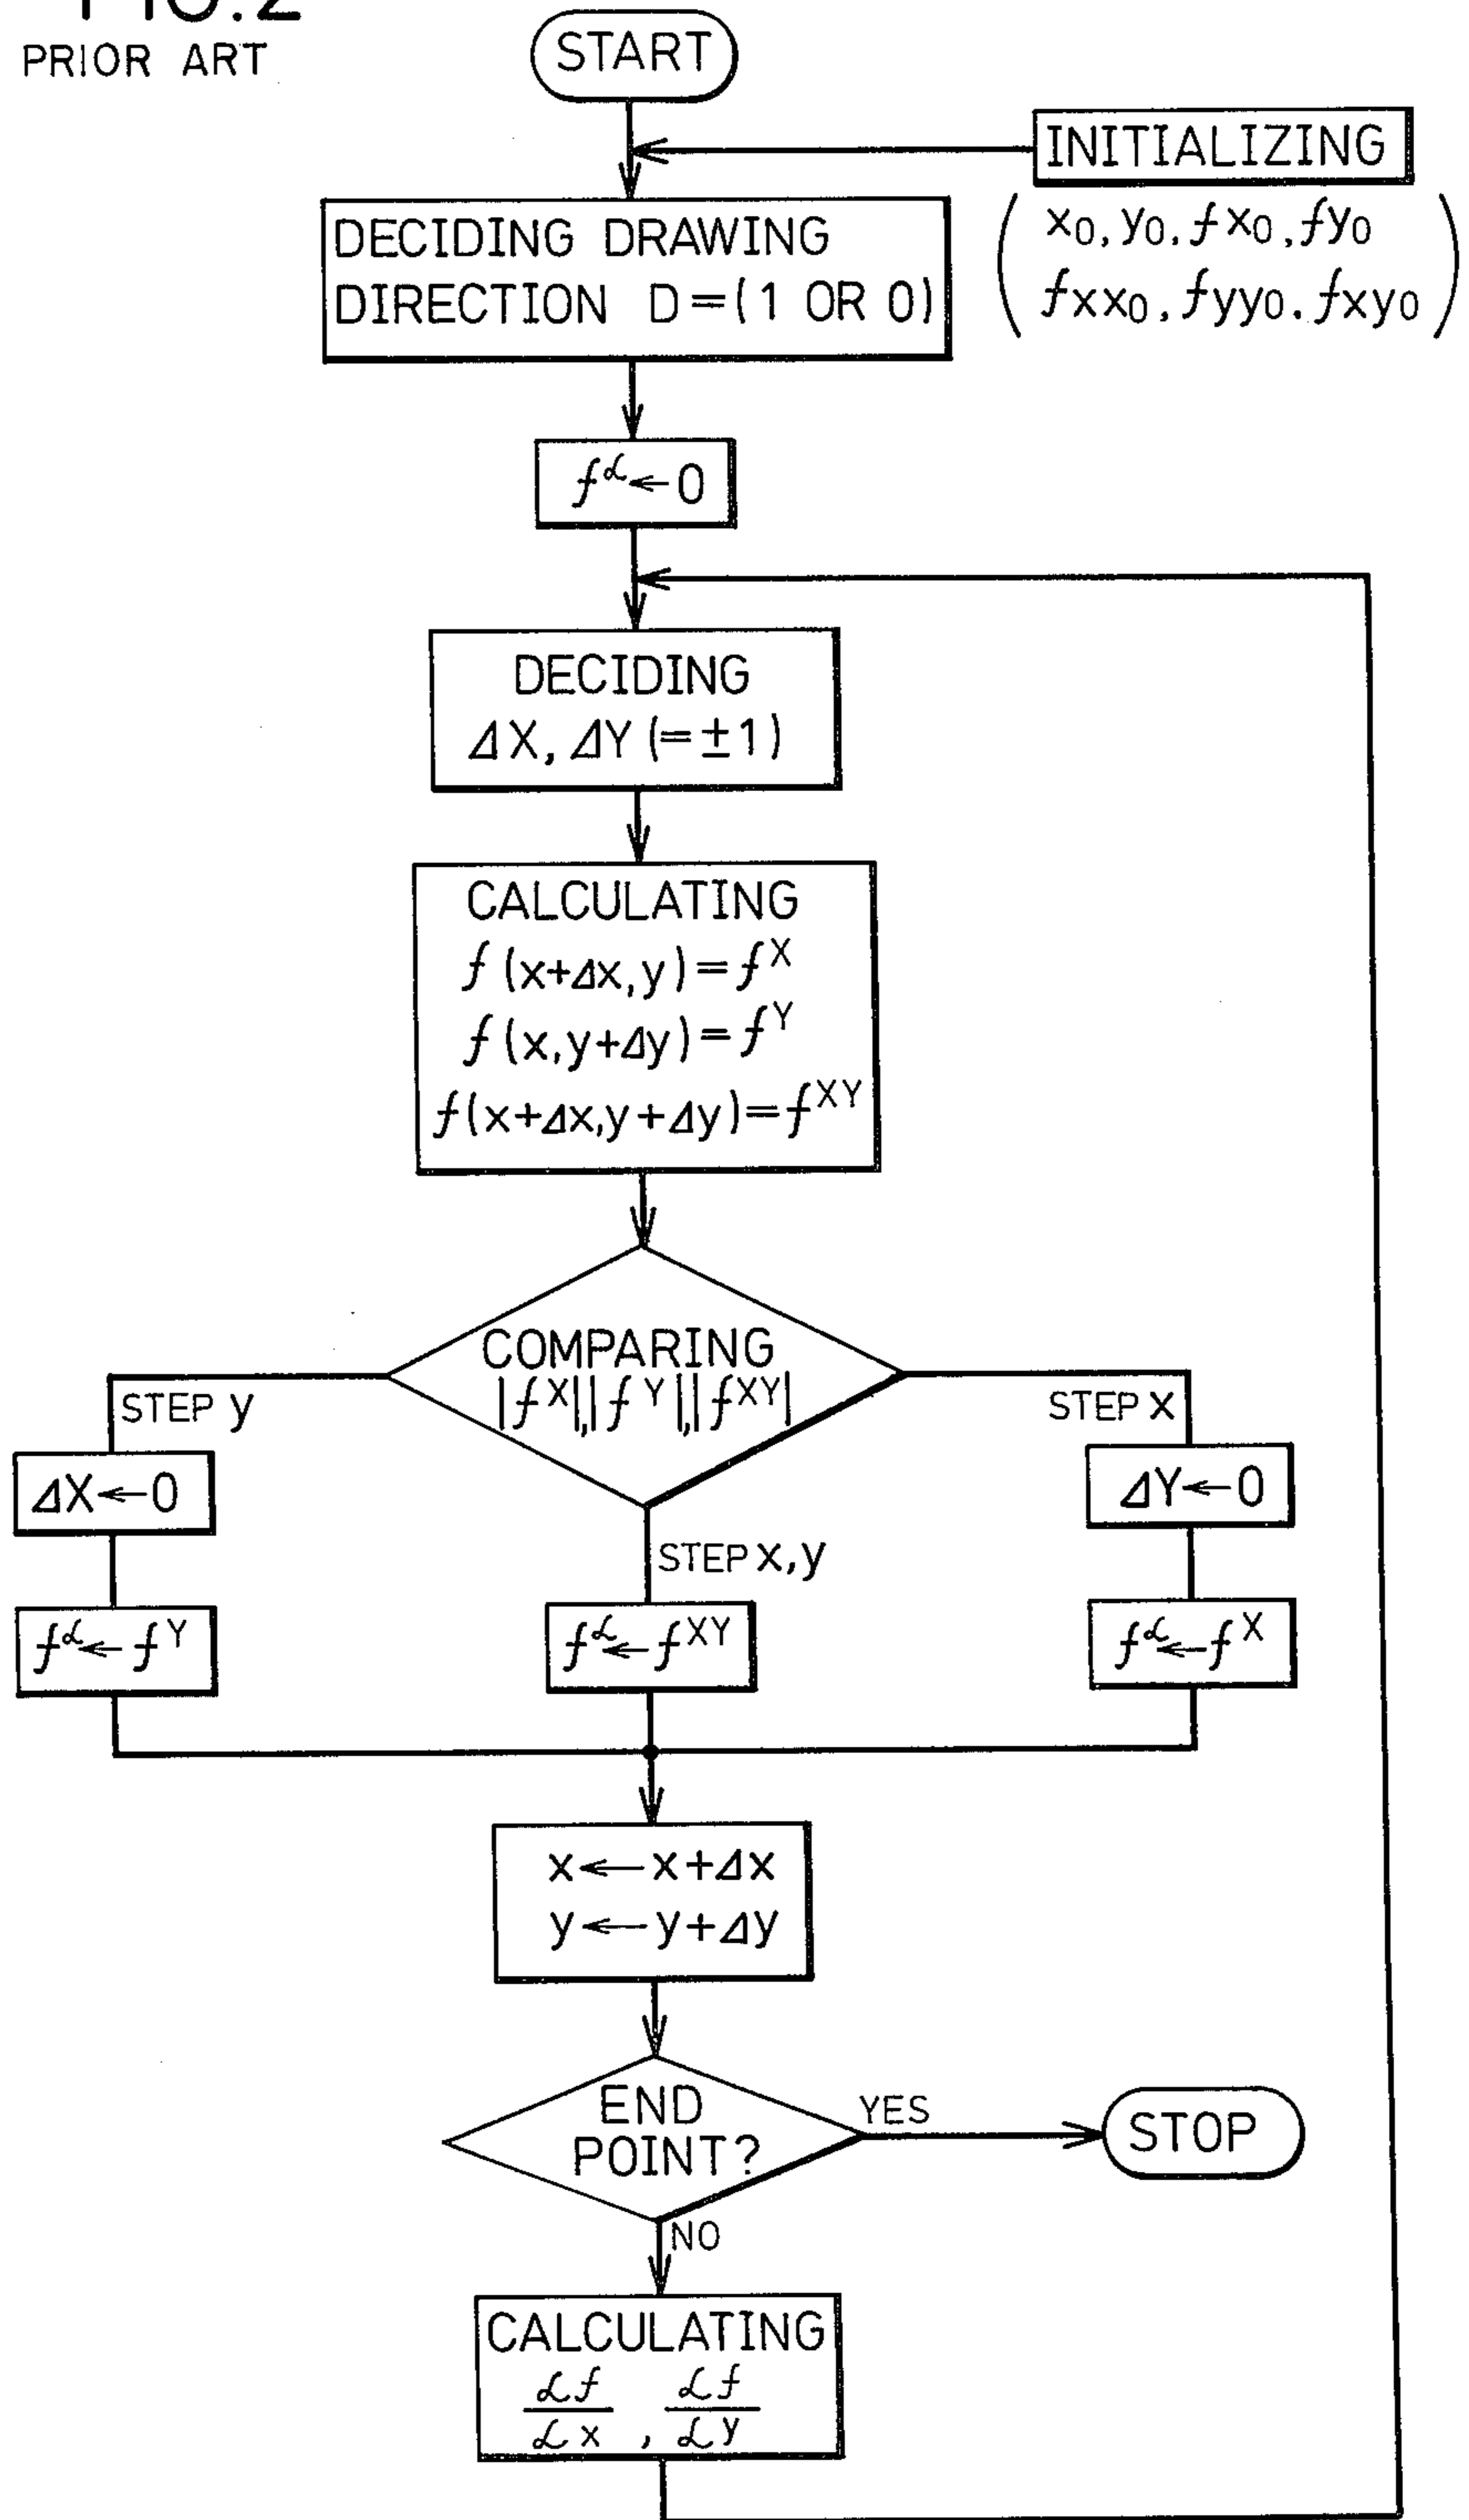 FIG.2
PRIOR ART
START
INITIALIZING
x₀, y₀, fx₀, fy₀
fxx₀, fyy₀. fxy₀
DECIDING DRAWING
DIRECTION D=(1 OR 0)
f^α←0
DECIDING
ΔX, ΔY (=±1)
CALCULATING
f(x+Δx,y)=f^X
f(x,y+Δy)=f^Y
f(x+Δx,y+Δy)=f^XY
COMPARING
|f^X|,|f^Y|,|f^XY|
STEP y
STEP x
ΔX←0
ΔY←0
STEP x,y
f^α←f^Y
f^α←f^XY
f^α←f^X
x←x+Δx
y←y+Δy
END
POINT?
YES
STOP
NO
CALCULATING
αf/αx , αf/αy